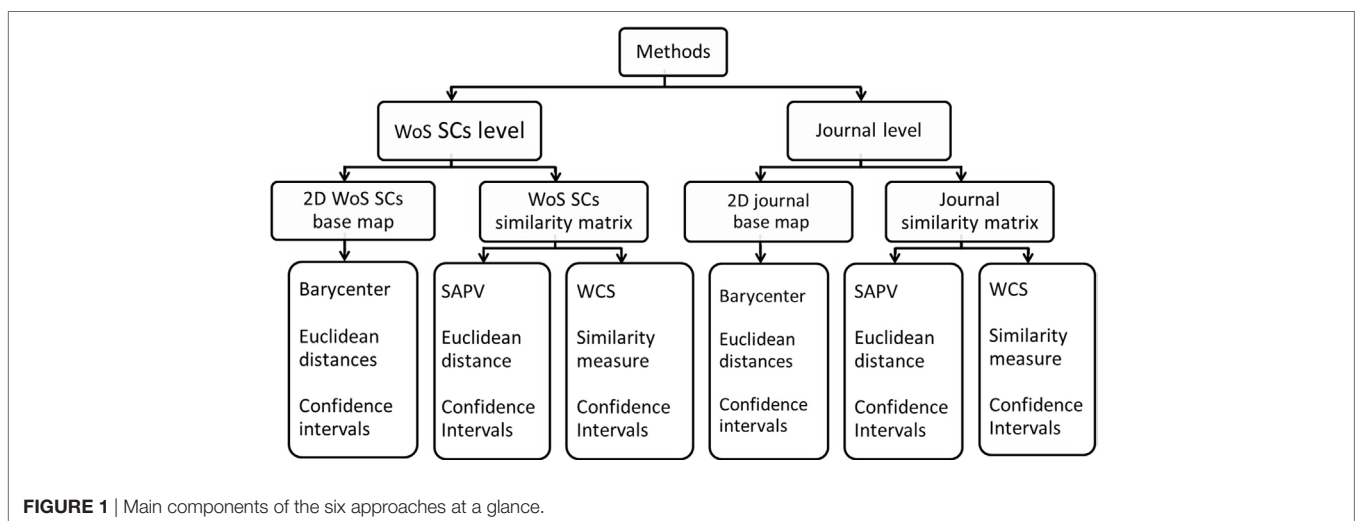 Methods
WoS SCs level
Journal level
2D WoS SCs
base map
WoS SCs
similarity matrix
2D journal
base map
Journal
similarity matrix
Barycenter
Euclidean
distances
Confidence
intervals
SAPV
Euclidean
distance
Confidence
Intervals
WCS
Similarity
measure
Confidence
Intervals
Barycenter
Euclidean
distances
Confidence
intervals
SAPV
Euclidean
distance
Confidence
Intervals
WCS
Similarity
measure
Confidence
Intervals
FIGURE 1 | Main components of the six approaches at a glance.